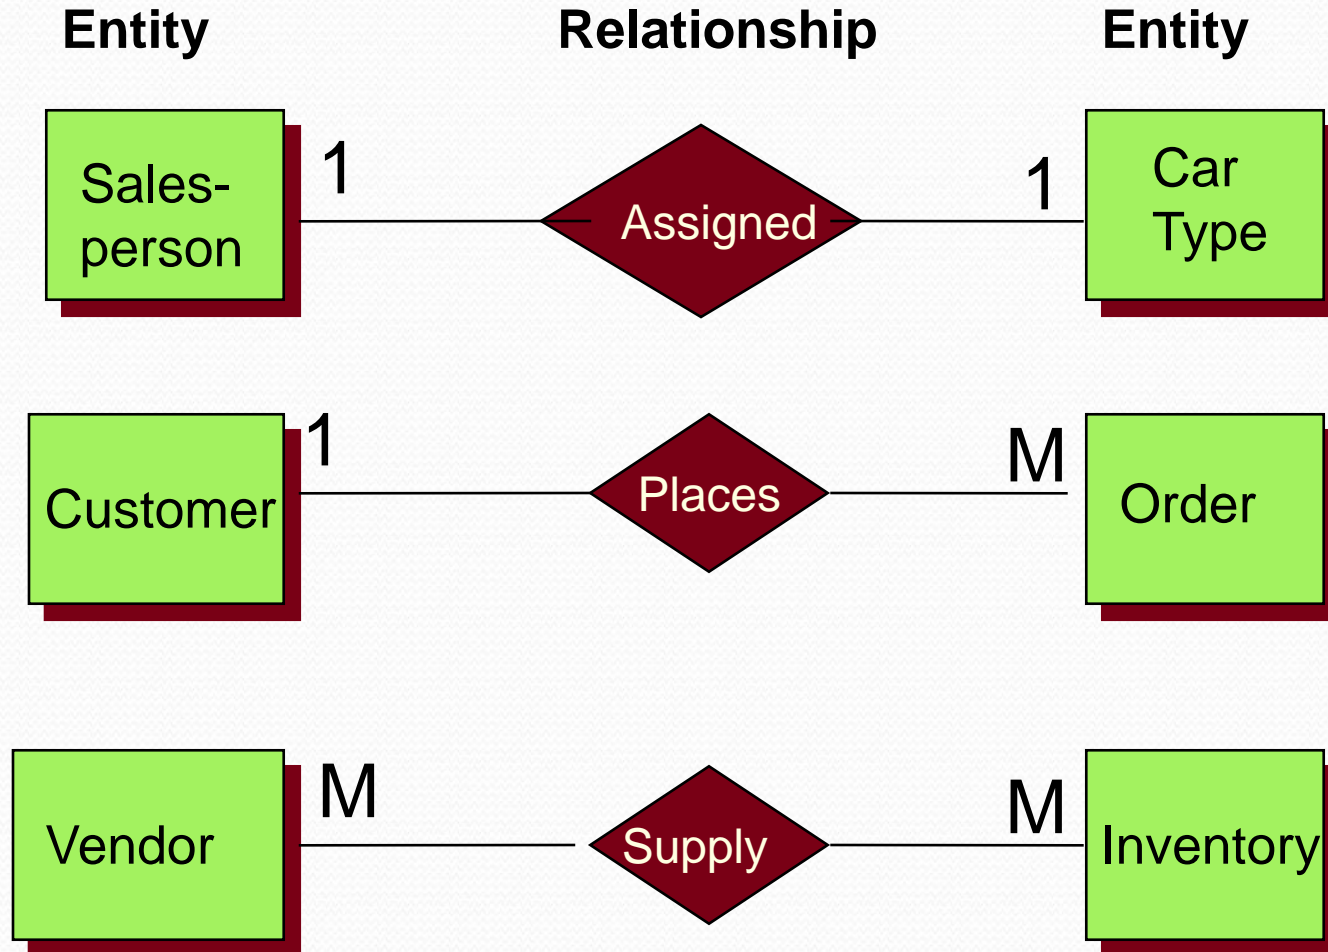 Entity Relationship Entity
Sales-
person
1
Assigned
1
Car
Type
Customer
1
Places
M
Order
Vendor
M
Supply
M
Inventory